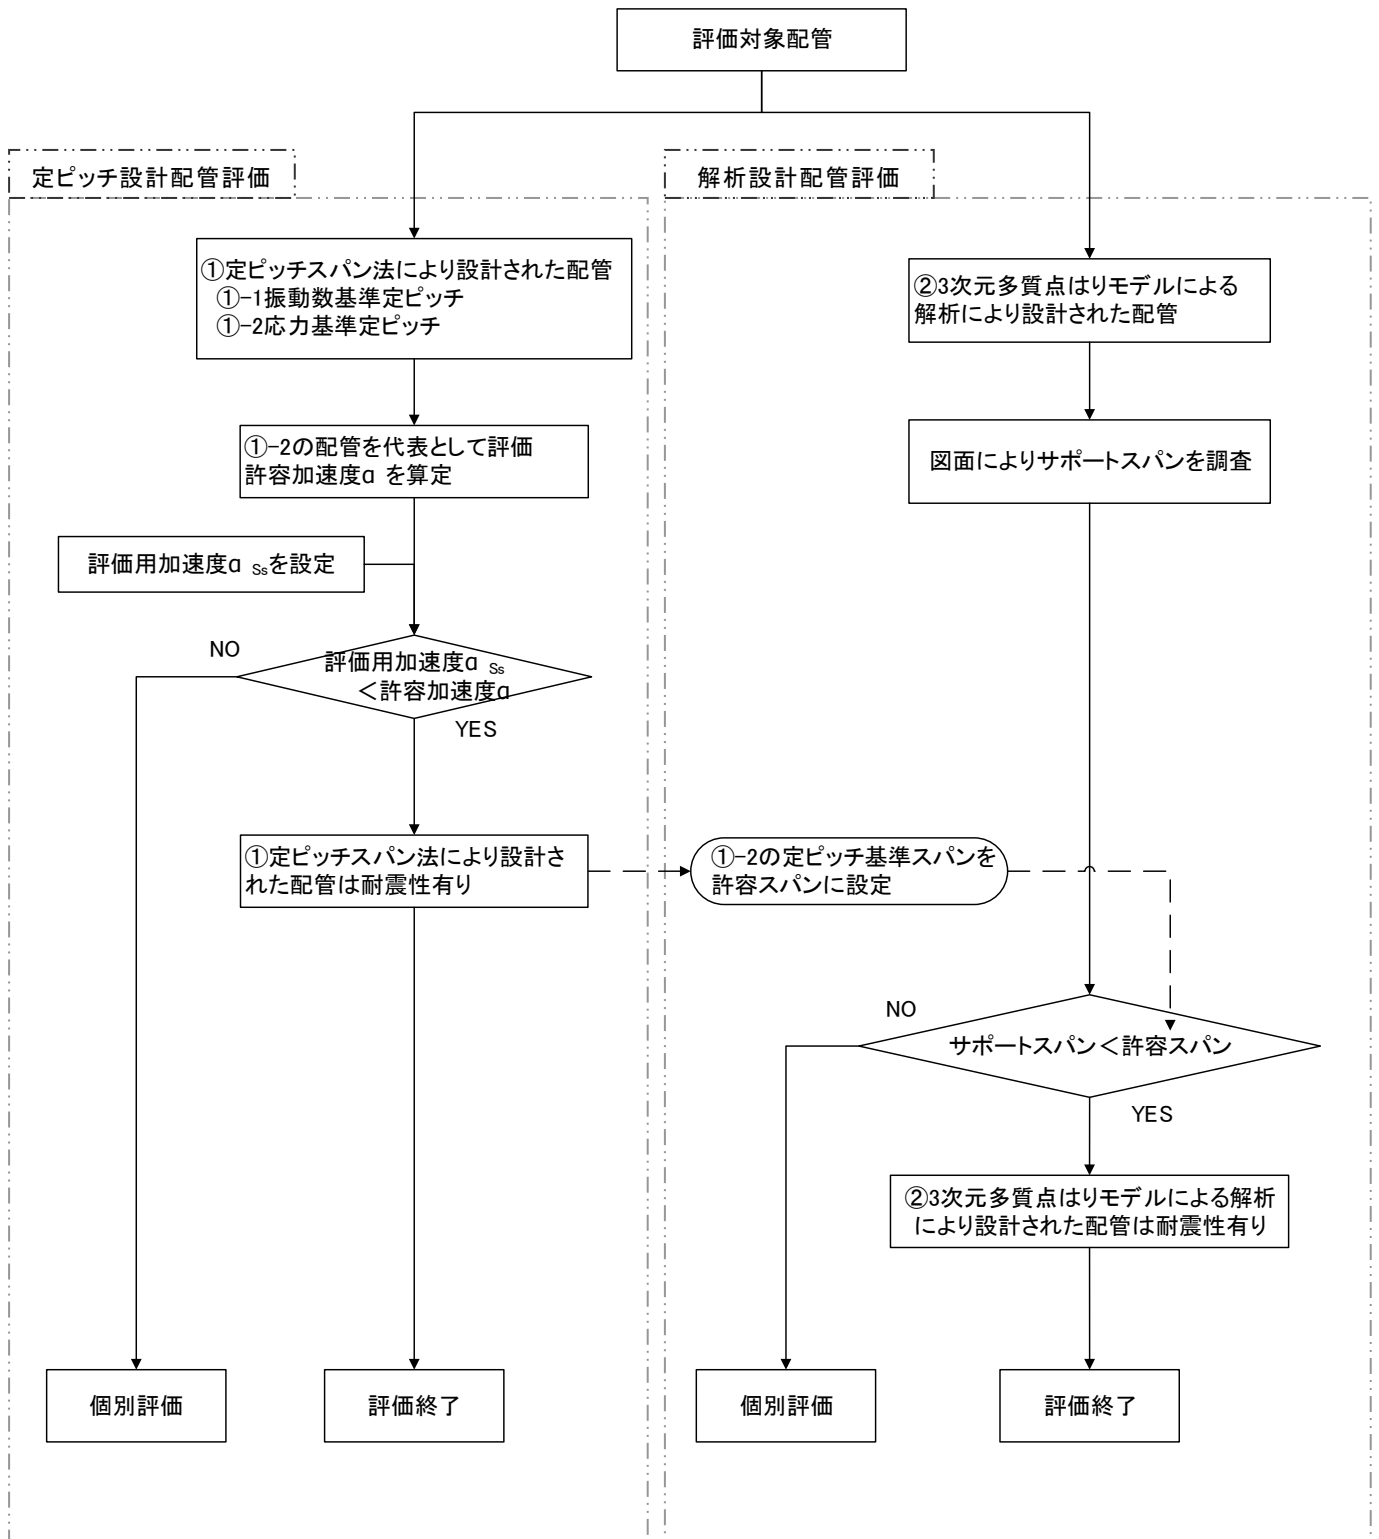 評価対象配管
定ピッチ設計配管評価
①定ピッチスパン法により設計された配管
①-1振動数基準定ピッチ
①-2応力基準定ピッチ
①-2の配管を代表として評価
許容加速度α を算定
評価用加速度α Ssを設定
NO
評価用加速度α Ss
＜許容加速度α
YES
①定ピッチスパン法により設計さ
れた配管は耐震性有り
個別評価
評価終了
解析設計配管評価
②3次元多質点はりモデルによる
解析により設計された配管
図面によりサポートスパンを調査
①-2の定ピッチ基準スパンを
許容スパンに設定
NO
サポートスパン＜許容スパン
YES
②3次元多質点はりモデルによる解析
により設計された配管は耐震性有り
個別評価
評価終了